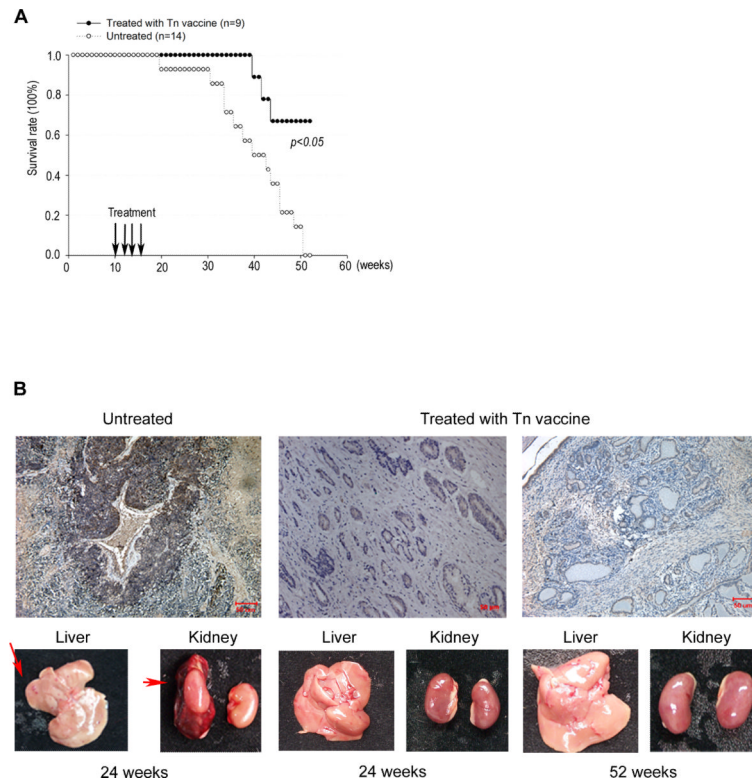 A
Treated with Tn vaccine (n=9)
Untreated (n=14)
Survival rate (100%)
1.0
0.8
0.6
0.4
0.2
0.0
p<0.05
Treatment
0 10 20 30 40 50 60 (weeks)
B
Untreated Treated with Tn vaccine
50 um
Liver Kidney Liver Kidney Liver Kidney
24 weeks 24 weeks 52 weeks